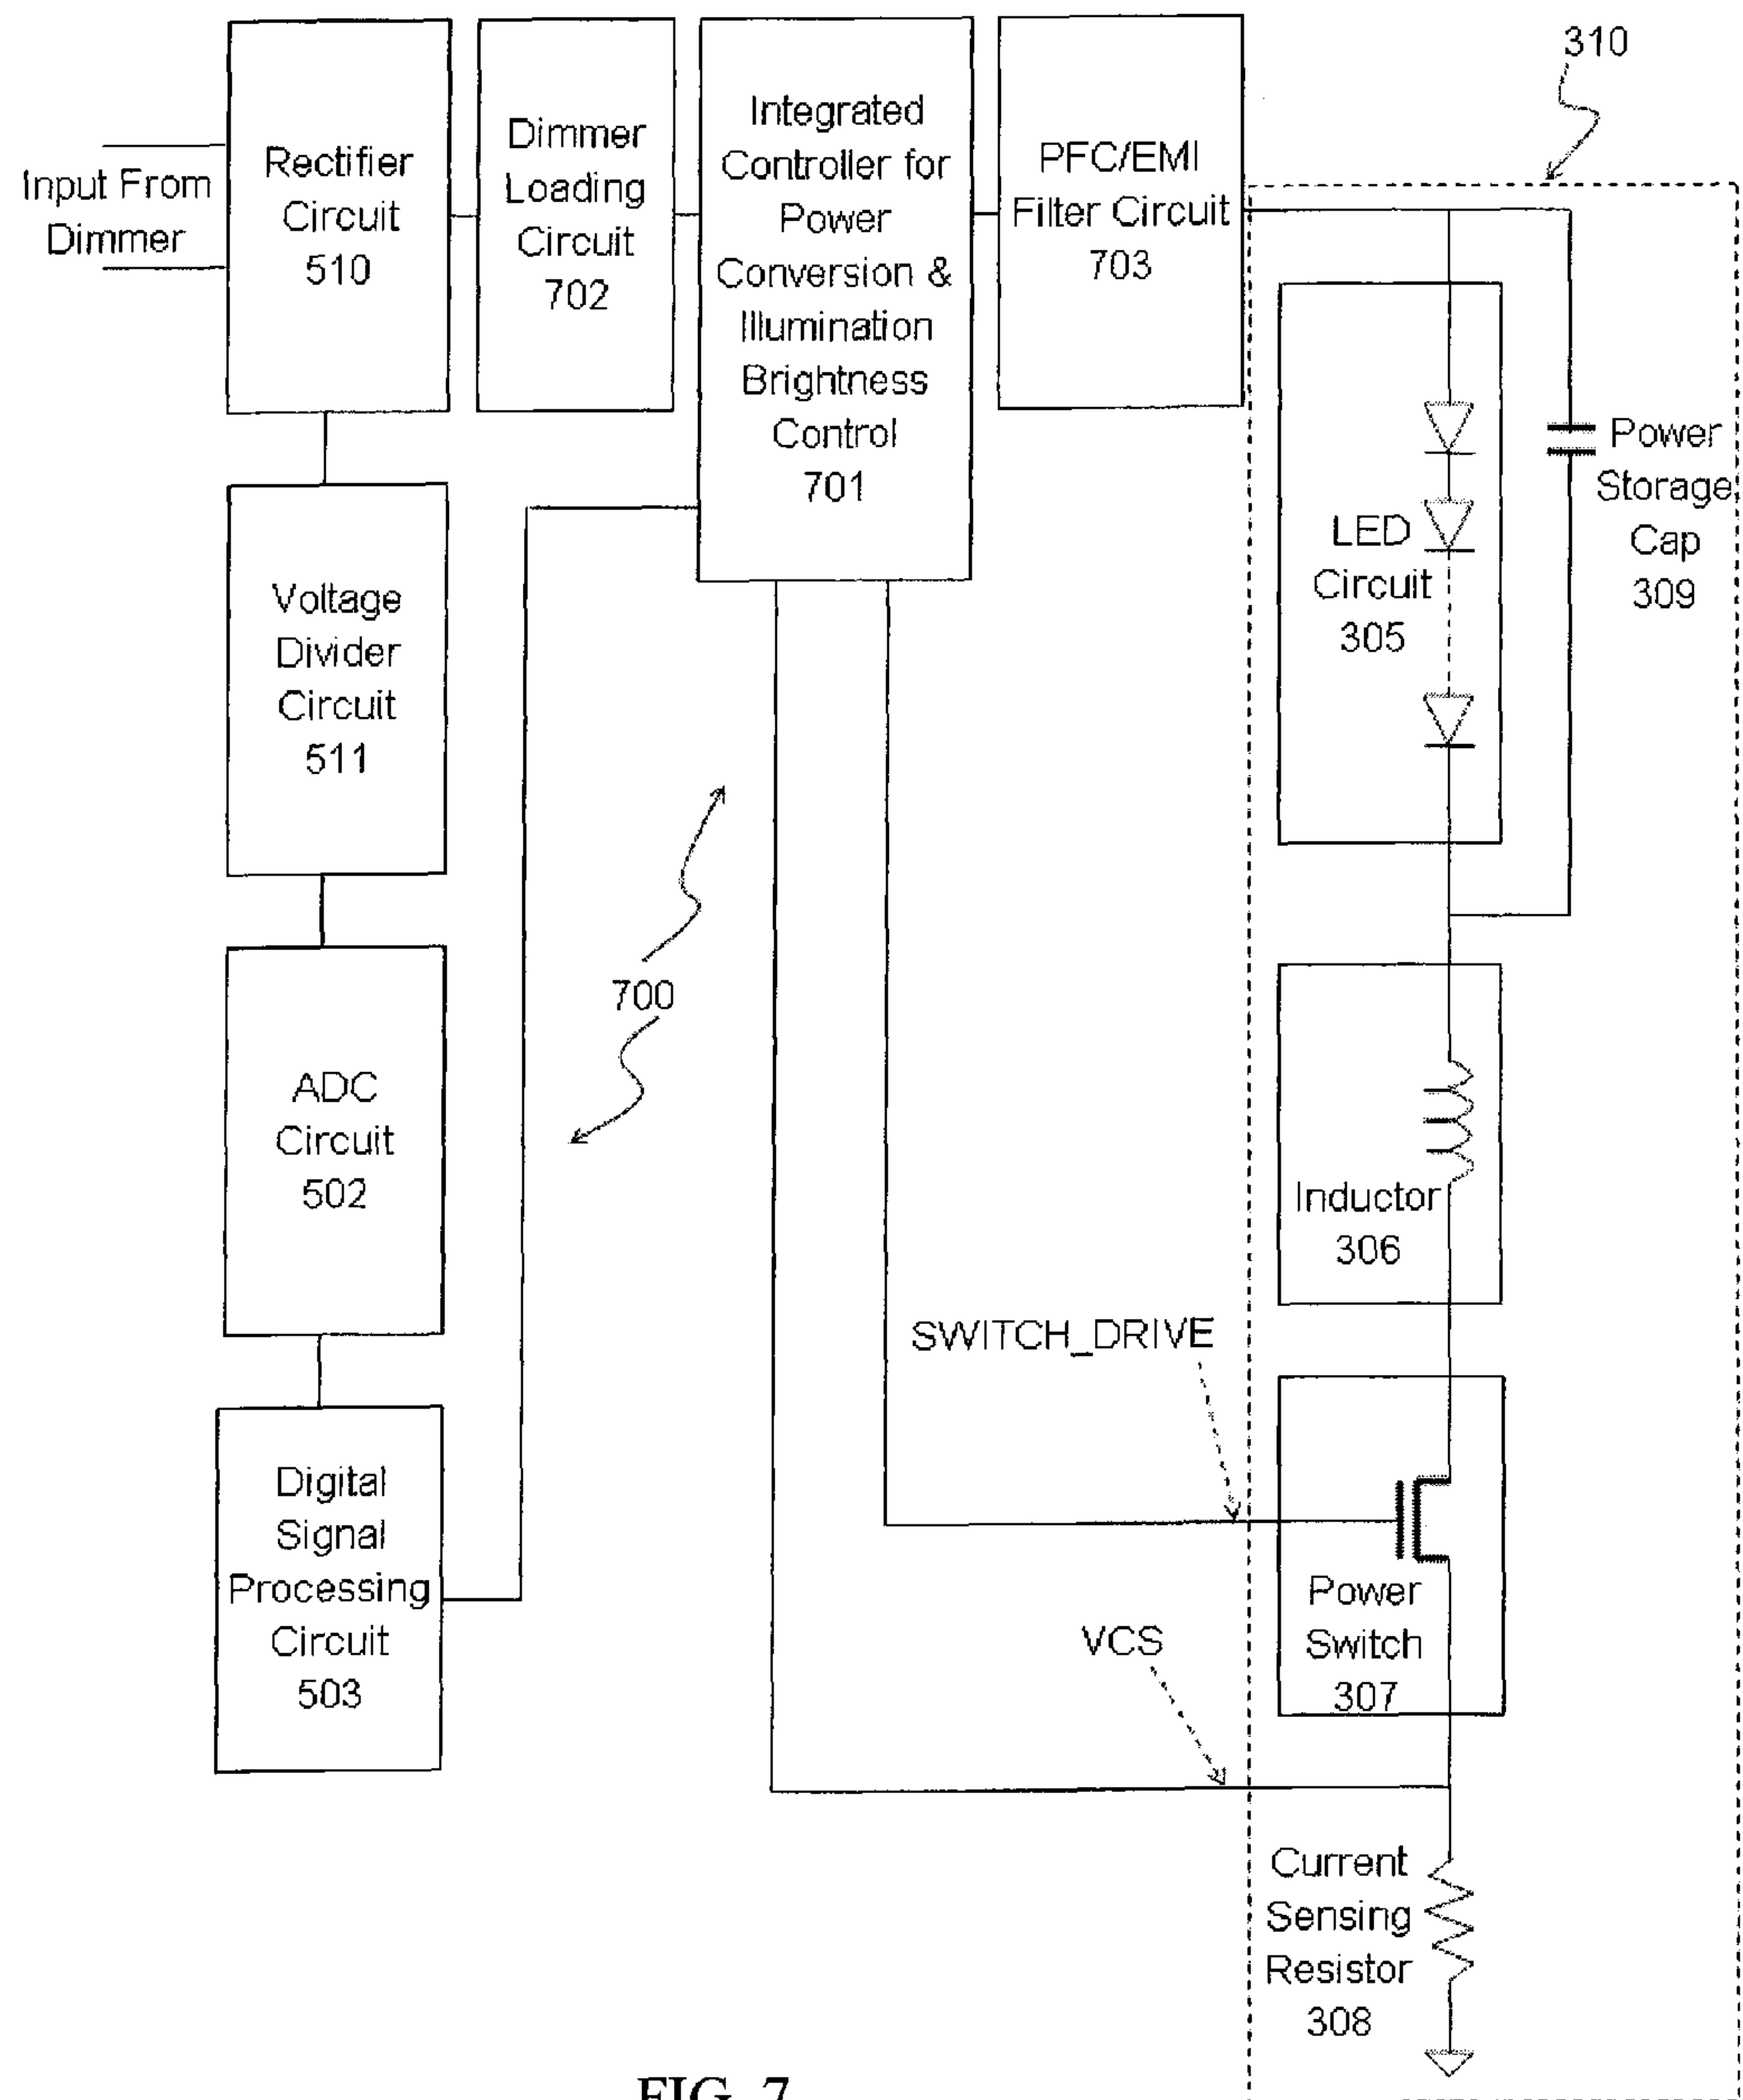 310
Input From
Dimmer
Rectifier
Circuit
510
Dimmer
Loading
Circuit
702
Integrated
Controller for
Power
Conversion &
Illumination
Brightness
Control
701
PFC/EMI
Filter Circuit
703
Voltage
Divider
Circuit
511
LED
Circuit
305
Power
Storage
Cap
309
700
ADC
Circuit
502
Inductor
306
SWITCH_DRIVE
Digital
Signal
Processing
Circuit
503
Power
Switch
307
VCS
Current
Sensing
Resistor
308
FIG. 7